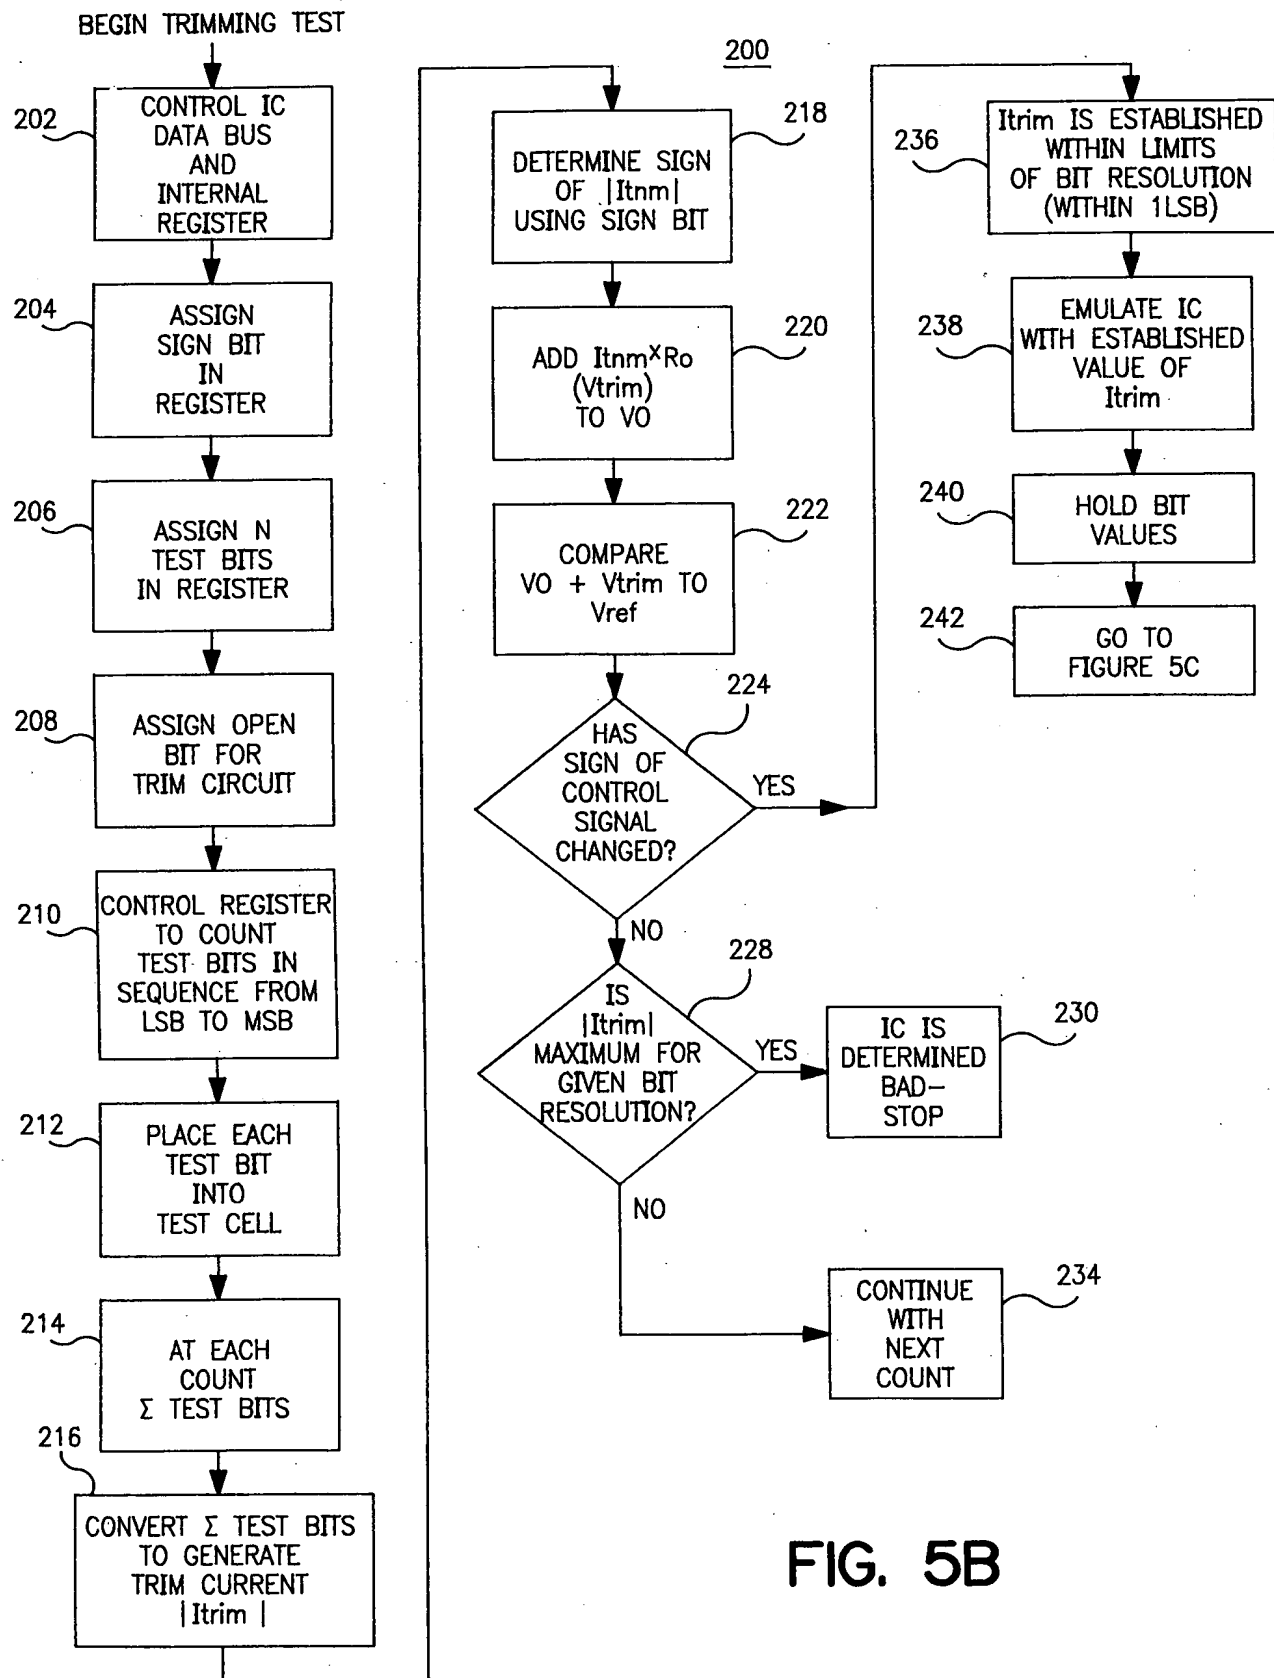 BEGIN TRIMMING TEST
202
CONTROL IC
DATA BUS
AND
INTERNAL
REGISTER
204
ASSIGN
SIGN BIT
IN
REGISTER
206
ASSIGN N
TEST BITS
IN REGISTER
208
ASSIGN OPEN
BIT FOR
TRIM CIRCUIT
210
CONTROL REGISTER
TO COUNT
TEST BITS IN
SEQUENCE FROM
LSB TO MSB
212
PLACE EACH
TEST BIT
INTO
TEST CELL
214
AT EACH
COUNT
Σ TEST BITS
216
CONVERT Σ TEST BITS
TO GENERATE
TRIM CURRENT
|Itrim |
200
218
DETERMINE SIGN
OF |Itnm|
USING SIGN BIT
220
ADD Itnm×Ro
(Vtrim)
TO VO
222
COMPARE
VO + Vtrim TO
Vref
224
HAS
SIGN OF
CONTROL
SIGNAL
CHANGED?
YES
NO
228
IS
|Itrim|
MAXIMUM FOR
GIVEN BIT
RESOLUTION?
YES
NO
230
IC IS
DETERMINED
BAD-
STOP
234
CONTINUE
WITH
NEXT
COUNT
236
Itrim IS ESTABLISHED
WITHIN LIMITS
OF BIT RESOLUTION
(WITHIN 1LSB)
238
EMULATE IC
WITH ESTABLISHED
VALUE OF
Itrim
240
HOLD BIT
VALUES
242
GO TO
FIGURE 5C
FIG. 5B